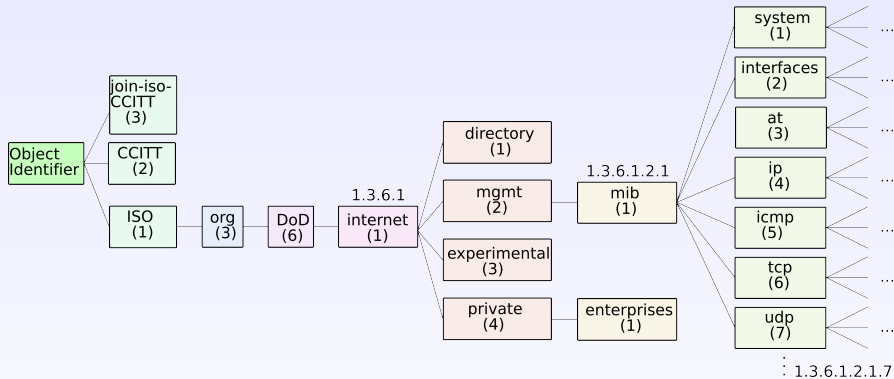 Object
Identifier
join-iso-
CCITT
(3)
CCITT
(2)
ISO
(1)
org
(3)
DoD
(6)
1.3.6.1
internet
(1)
directory
(1)
mgmt
(2)
experimental
(3)
private
(4)
1.3.6.1.2.1
mib
(1)
enterprises
(1)
system
(1)
...
interfaces
(2)
...
at
(3)
...
ip
(4)
...
icmp
(5)
...
tcp
(6)
...
udp
(7)
...
1.3.6.1.2.1.7